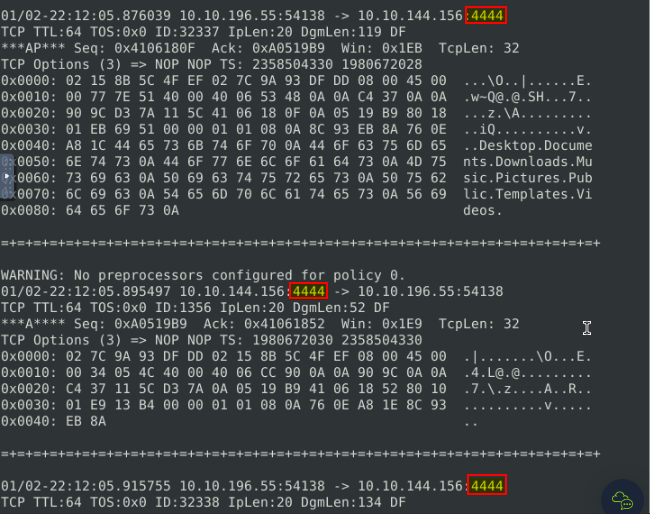 01/02-22:12:05.876039 10.10.196.55:54138 -> 10.10.144.156:4444
TCP TTL:64 TOS:0x0 ID:32337 IpLen:20 DgmLen:119 DF
***AP*** Seq: 0x4106180F Ack: 0xA0519B9 Win: 0x1EB TcpLen: 32
TCP Options (3) => NOP NOP TS: 2358504330 1980672028
0x0000: 02 15 8B 5C 4F EF 02 7C 9A 93 DF DD 08 00 45 00 ...\O..|......E.
0x0010: 00 77 7E 51 40 00 40 06 53 48 0A 0A C4 37 0A 0A .w~Q@.@.SH...7..
0x0020: 90 9C D3 7A 11 5C 41 06 18 0F 0A 05 19 B9 80 18 ...z.\A.........
0x0030: 01 EB 69 51 00 00 01 01 08 0A 8C 93 EB 8A 76 0E ..iQ..........v.
0x0040: A8 1C 44 65 73 6B 74 6F 70 0A 44 6F 63 75 6D 65 ..Desktop.Docume
0x0050: 6E 74 73 0A 44 6F 77 6E 6C 6F 61 64 73 0A 4D 75 nts.Downloads.Mu
0x0060: 73 69 63 0A 50 69 63 74 75 72 65 73 0A 50 75 62 sic.Pictures.Pub
0x0070: 6C 69 63 0A 54 65 6D 70 6C 61 74 65 73 0A 56 69 lic.Templates.Vi
0x0080: 64 65 6F 73 0A deos.
=+=+=+=+=+=+=+=+=+=+=+=+=+=+=+=+=+=+=+=+=+=+=+=+=+=+=+=+=+=+=+=+=+=+=+=+=+
WARNING: No preprocessors configured for policy 0.
01/02-22:12:05.895497 10.10.144.156:4444 -> 10.10.196.55:54138
TCP TTL:64 TOS:0x0 ID:1356 IpLen:20 DgmLen:52 DF
***A**** Seq: 0xA0519B9 Ack: 0x41061852 Win: 0x1E9 TcpLen: 32
TCP Options (3) => NOP NOP TS: 1980672030 2358504330
0x0000: 02 7C 9A 93 DF DD 02 15 8B 5C 4F EF 08 00 45 00 .|.......\O...E.
0x0010: 00 34 05 4C 40 00 40 06 CC 90 0A 0A 90 9C 0A 0A .4.L@.@.........
0x0020: C4 37 11 5C D3 7A 0A 05 19 B9 41 06 18 52 80 10 .7.\.z....A..R..
0x0030: 01 E9 13 B4 00 00 01 01 08 0A 76 0E A8 1E 8C 93 ..........v.....
0x0040: EB 8A ..
=+=+=+=+=+=+=+=+=+=+=+=+=+=+=+=+=+=+=+=+=+=+=+=+=+=+=+=+=+=+=+=+=+=+=+=+=+
01/02-22:12:05.915755 10.10.196.55:54138 -> 10.10.144.156:4444
TCP TTL:64 TOS:0x0 ID:32338 IpLen:20 DgmLen:134 DF